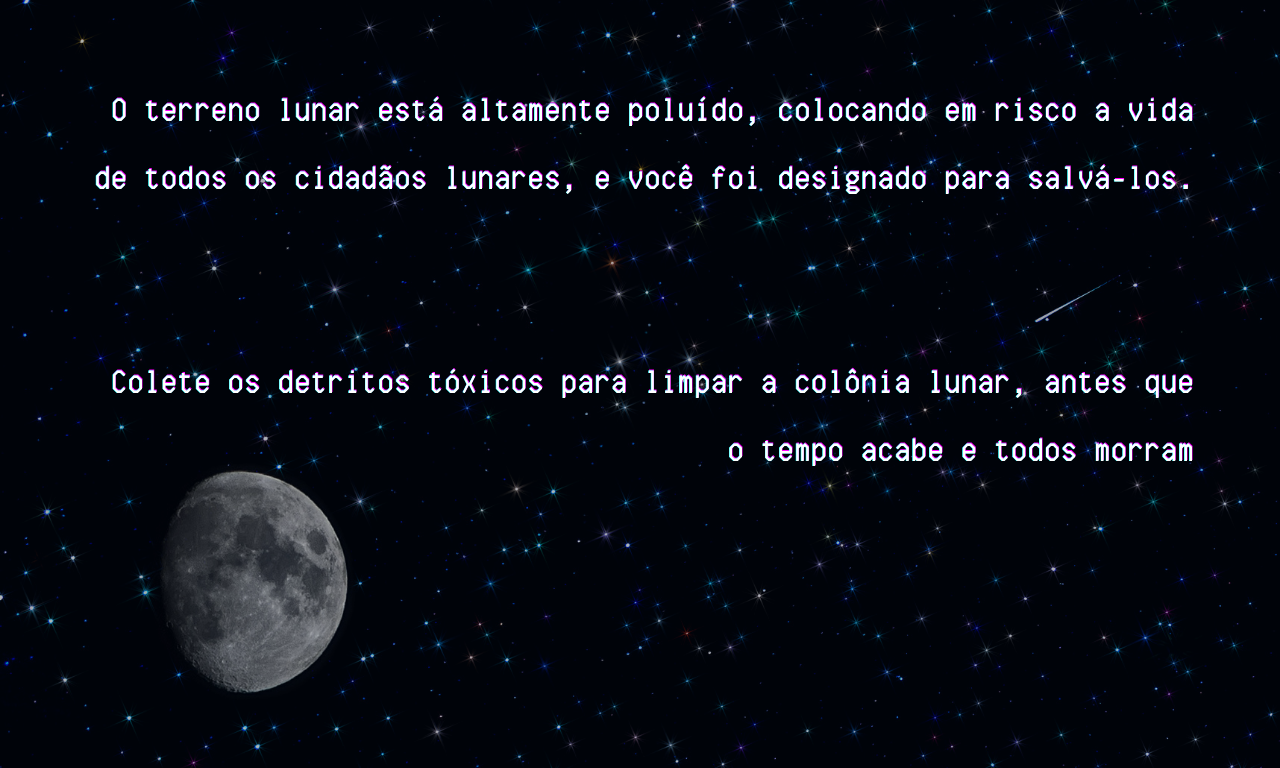 O terreno lunar está altamente poluído, colocando em risco a vida
de todos os cidadãos lunares, e você foi designado para salvá-los.
Colete os detritos tóxicos para limpar a colônia lunar, antes que
o tempo acabe e todos morram